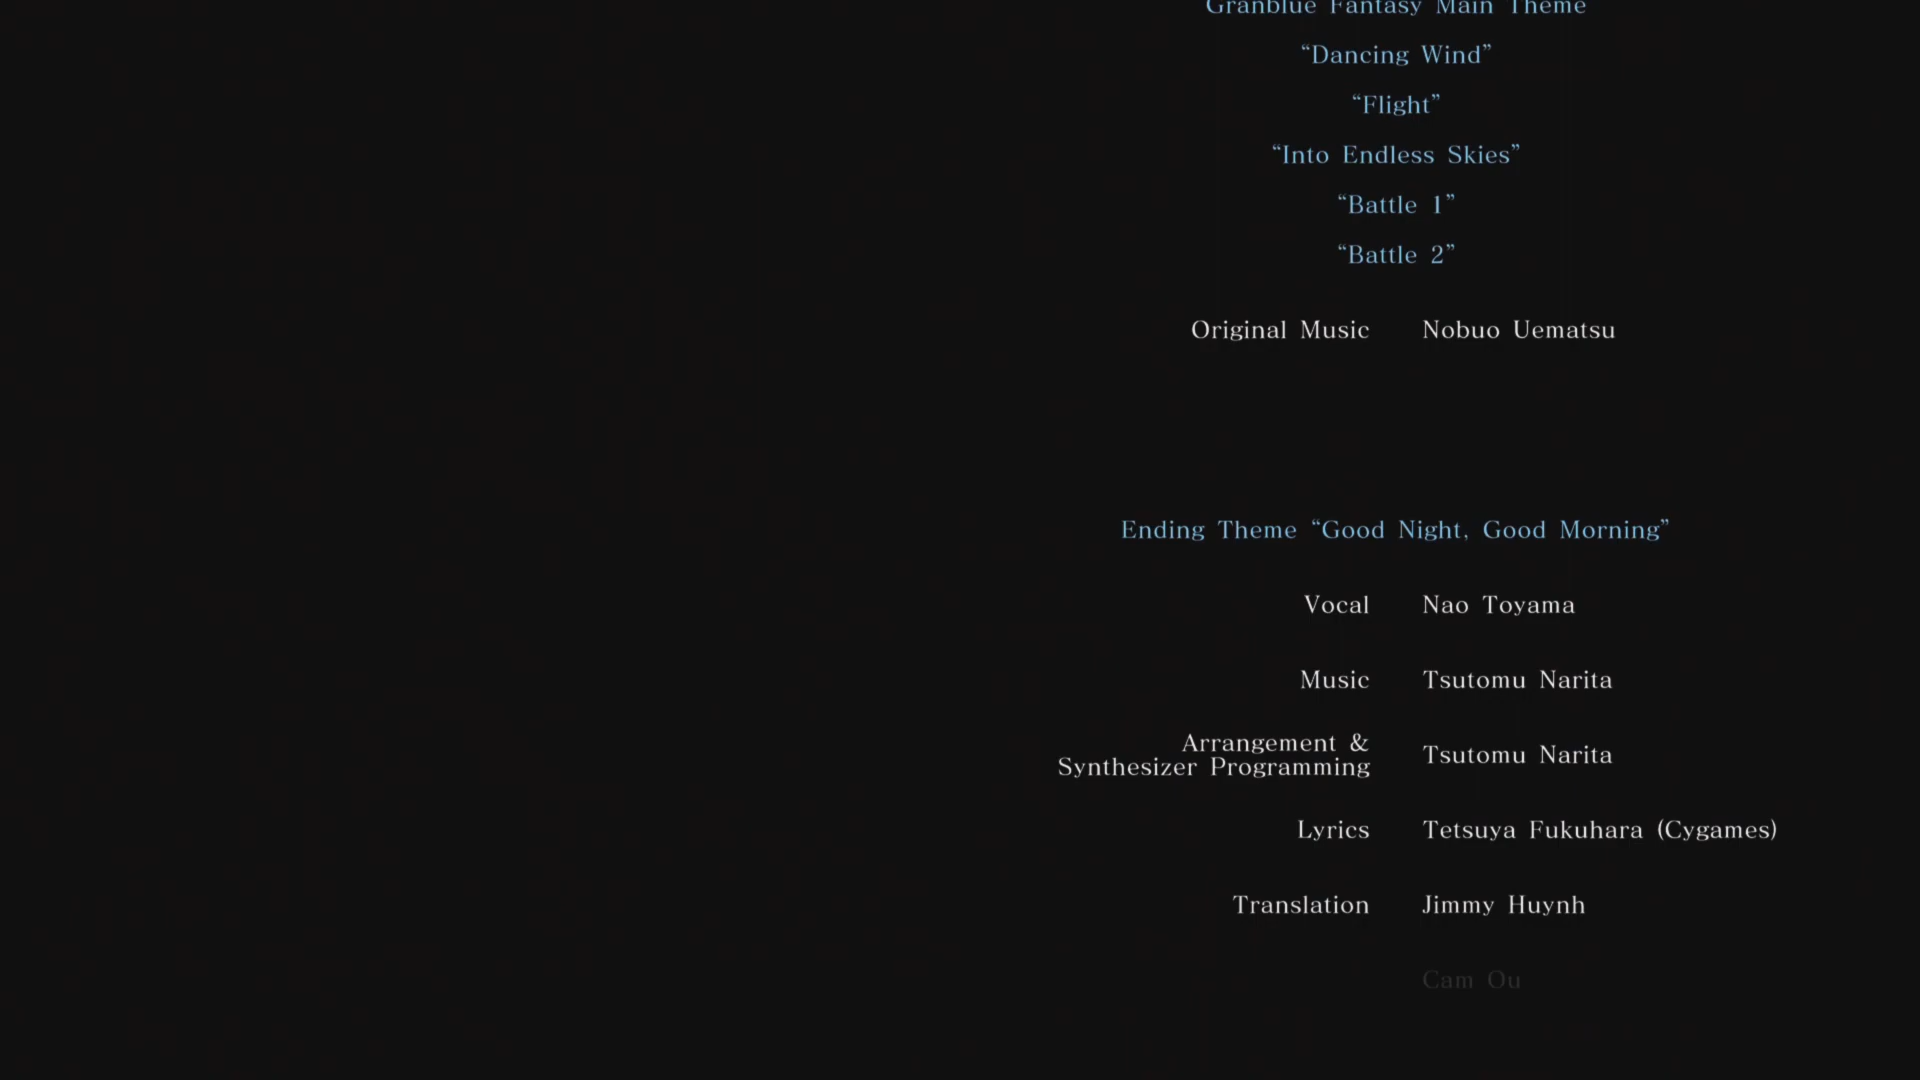 Granblue Fantasy Main Theme
“Dancing Wind”
“Flight”
“Into Endless Skies”
“Battle 1”
“Battle 2”
Original Music Nobuo Uematsu
Ending Theme “Good Night, Good Morning”
Vocal Nao Toyama
Music Tsutomu Narita
Arrangement &
Synthesizer Programming Tsutomu Narita
Lyrics Tetsuya Fukuhara (Cygames)
Translation Jimmy Huynh
Cam Ou